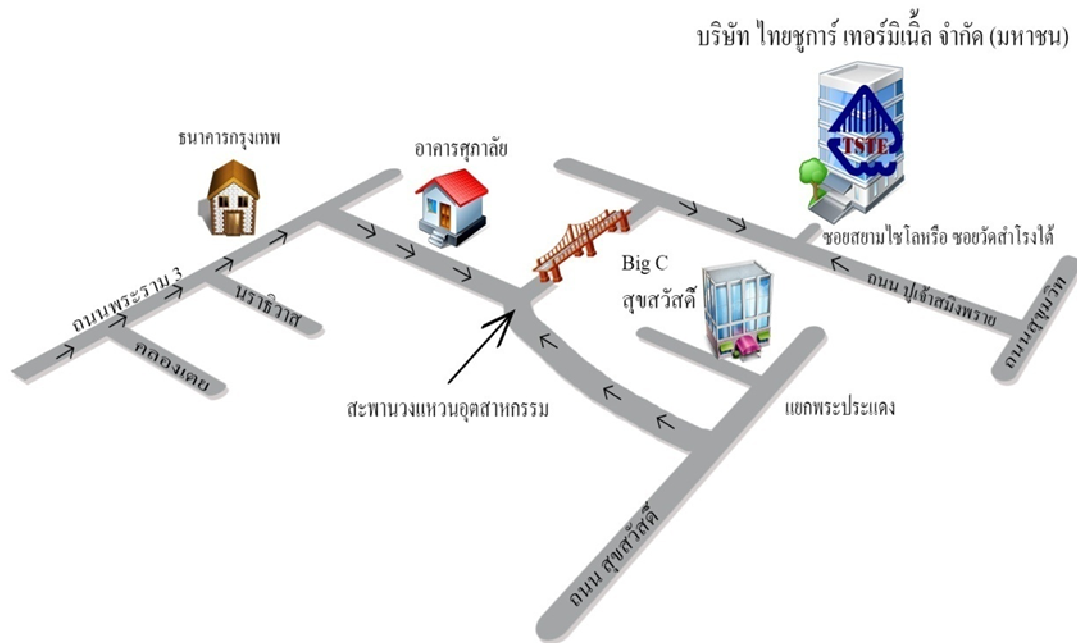 บริษัท ไทยชูการ์ เทอร์มิเนิ้ล จำกัด (มหาชน)
ธนาคารกรุงเทพ
อาคารศุภาลัย
TSTE
ซอยสยามไซโลหรือ ซอยวัดสำโรงใต้
Big C
สุขสวัสดิ์
ถนนพระราม 3
นราธิวาส
คลองเตย
ถนน ปู่เจ้าสมิงพราย
ถนนสุขุมวิท
สะพานวงแหวนอุตสาหกรรม
แยกพระประแดง
ถนน สุขสวัสดิ์